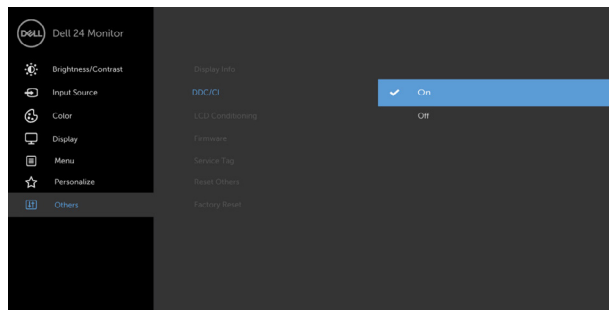 DELL
Dell 24 Monitor
Brightness/Contrast
Input Source
Color
Display
Menu
Personalize
Others
Display Info
DDC/CI
LCD Conditioning
Firmware
Service Tag
Reset Others
Factory Reset
On
Off